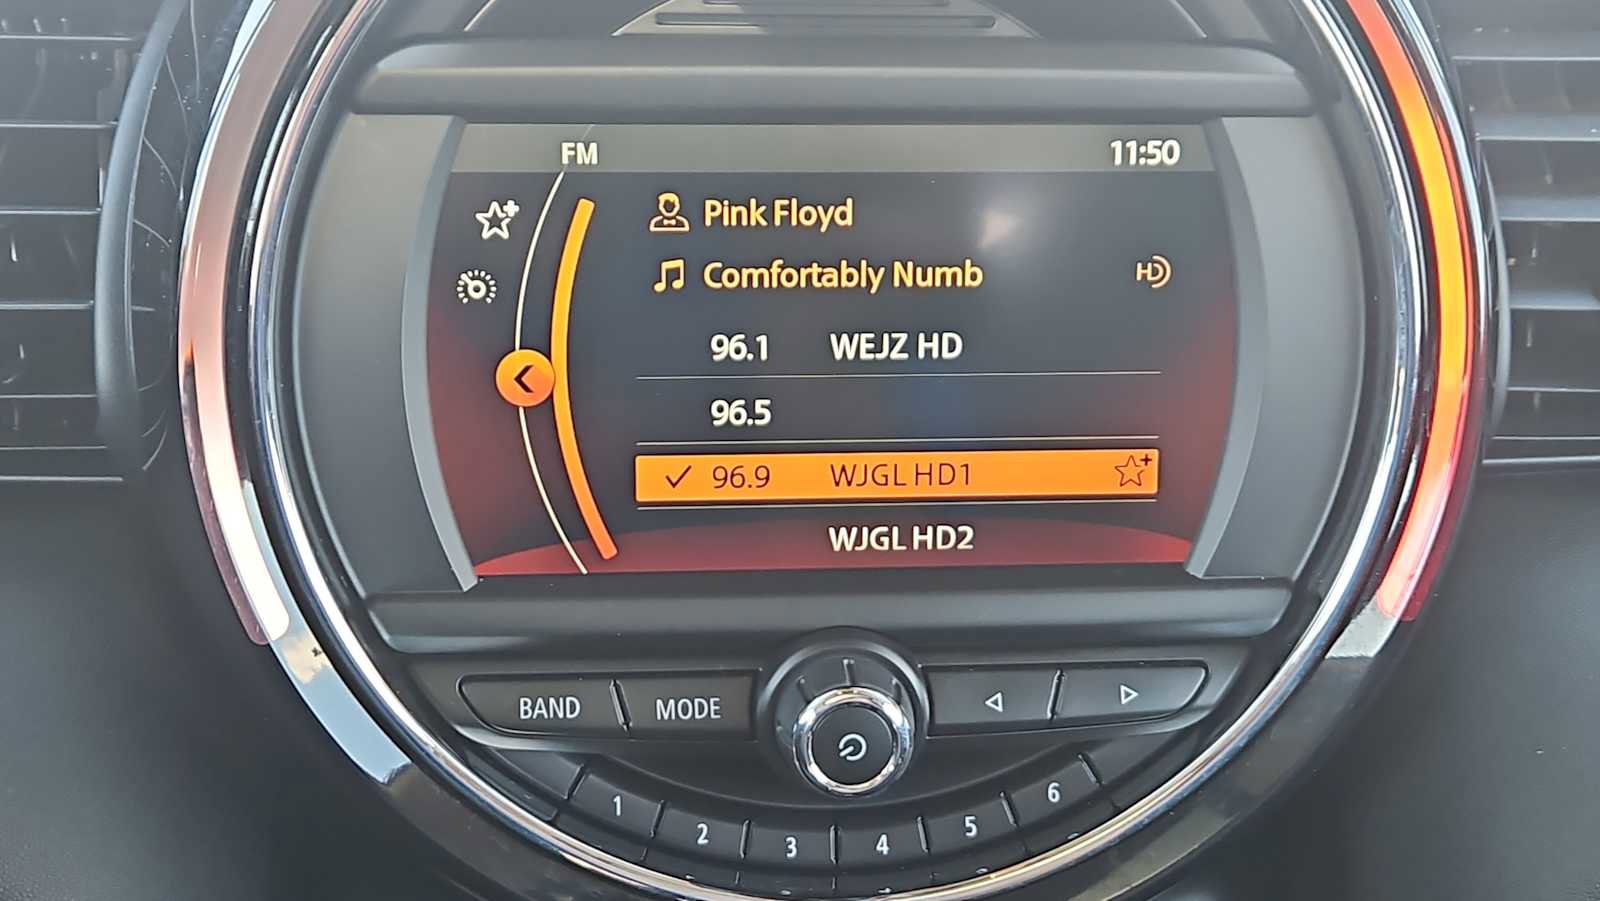 FM 11:50
Pink Floyd
Comfortably Numb HD
96.1 WEJZ HD
96.5
96.9 WJGL HD1
WJGL HD2
BAND MODE
1 2 3 4 5 6